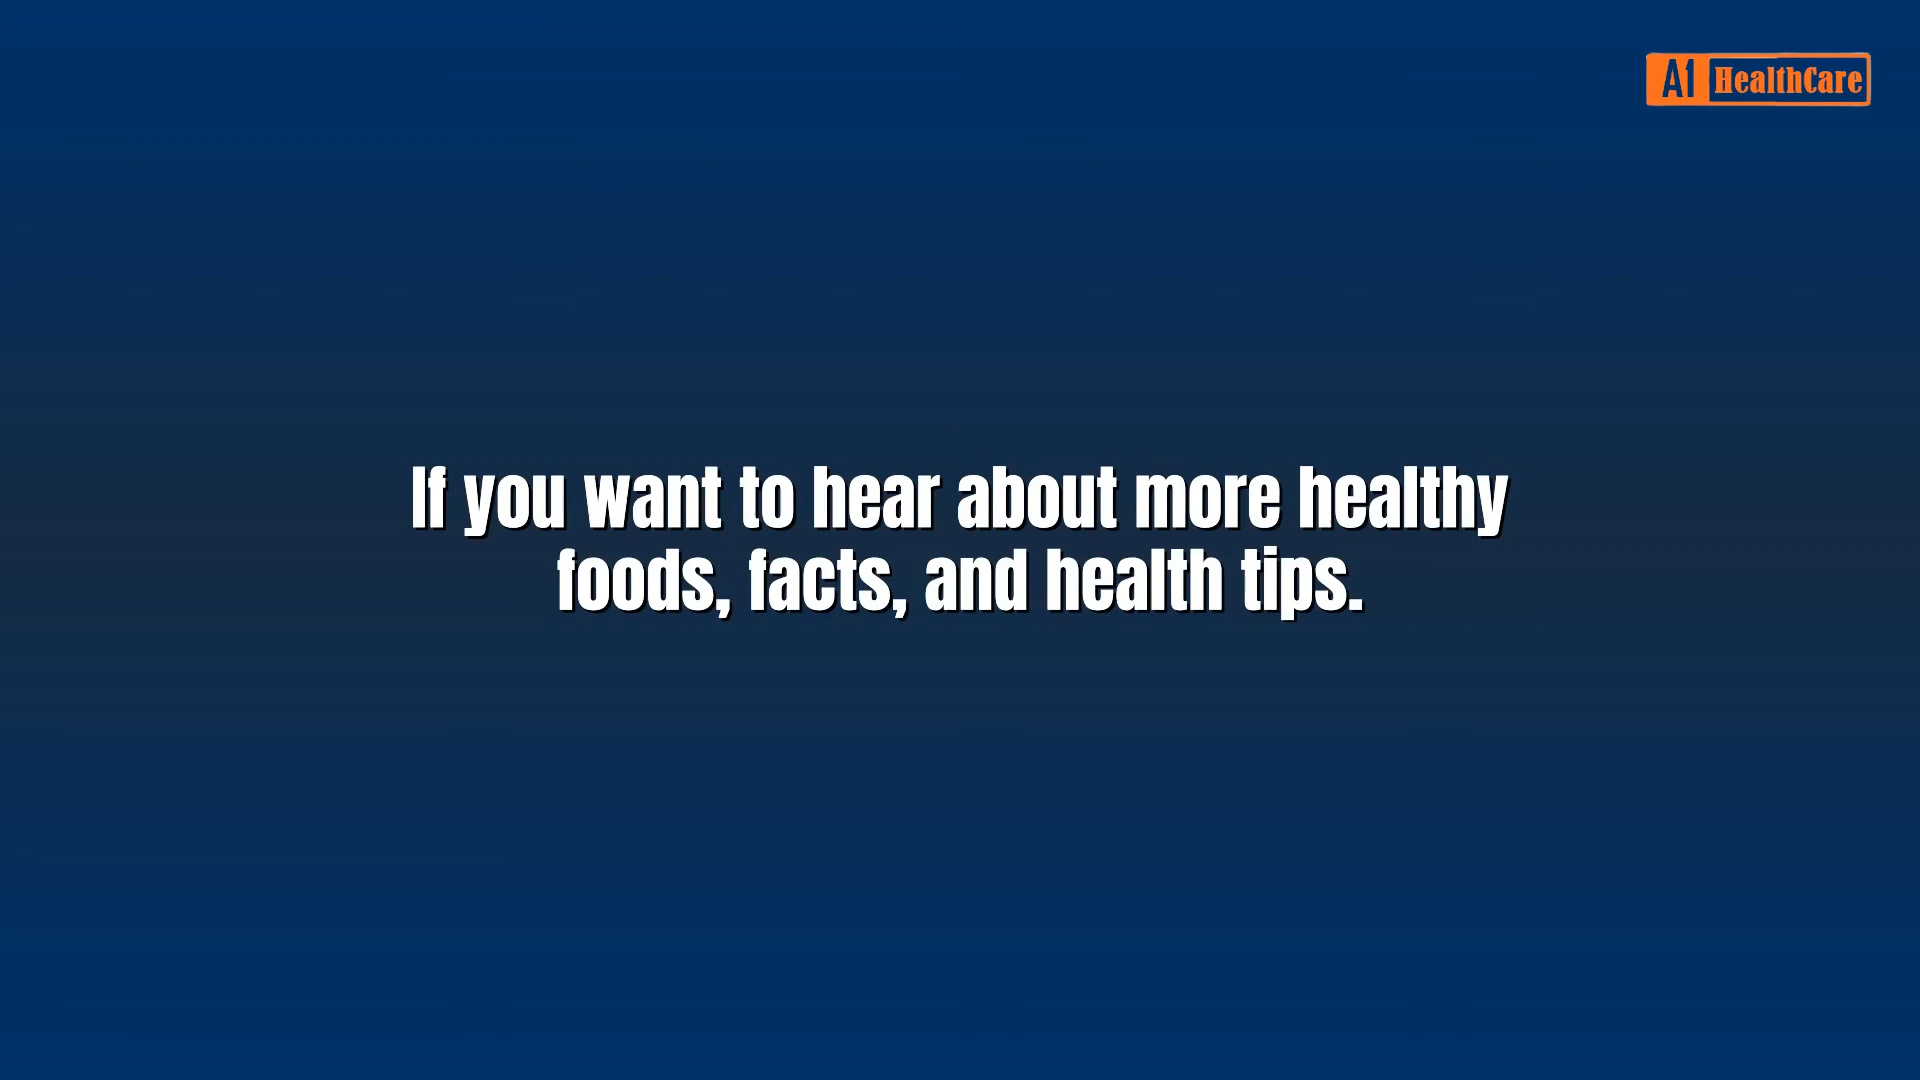 A1 HealthCare
If you want to hear about more healthy
foods, facts, and health tips.